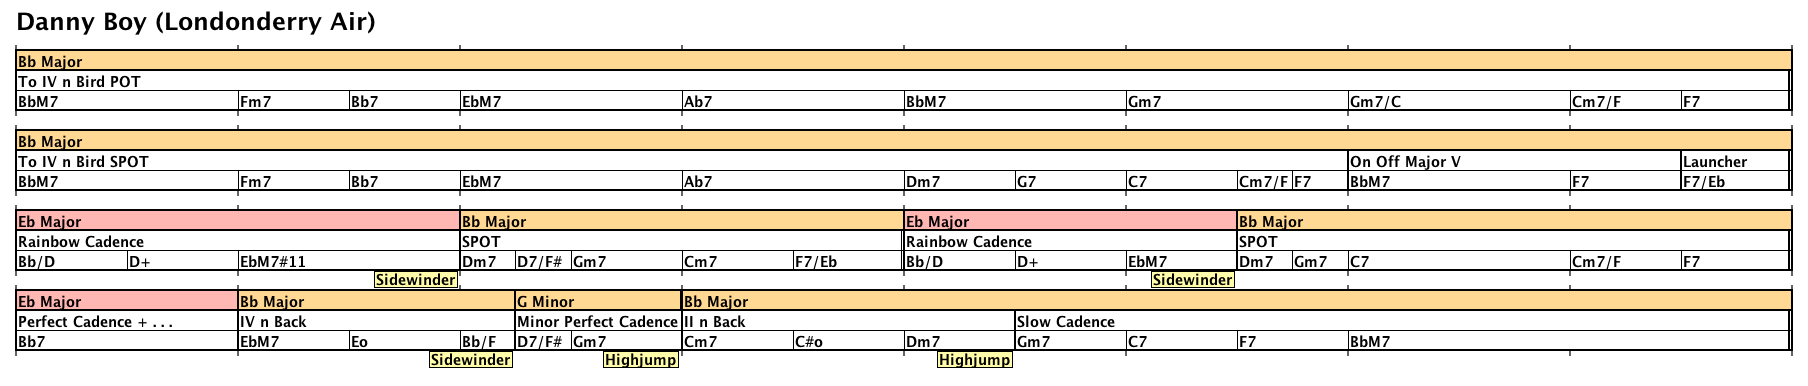 Danny Boy (Londonderry Air)
Bb Major
To IV n Bird POT
BbM7 Fm7 Bb7 EbM7 Ab7 BbM7 Gm7 Gm7/C Cm7/F F7
Bb Major
To IV n Bird SPOT On Off Major V Launcher
BbM7 Fm7 Bb7 EbM7 Ab7 Dm7 G7 C7 Cm7/F F7 BbM7 F7 F7/Eb
Eb Major Bb Major Eb Major Bb Major
Rainbow Cadence SPOT Rainbow Cadence SPOT
Bb/D D+ EbM7#11 Dm7 D7/F# Gm7 Cm7 F7/Eb Bb/D D+ EbM7 Dm7 Gm7 C7 Cm7/F F7
Sidewinder Sidewinder
Eb Major Bb Major G Minor Bb Major
Perfect Cadence + . . . IV n Back Minor Perfect Cadence II n Back Slow Cadence
Bb7 EbM7 Eo Bb/F D7/F# Gm7 Cm7 C#o Dm7 Gm7 C7 F7 BbM7
Sidewinder Highjump Highjump